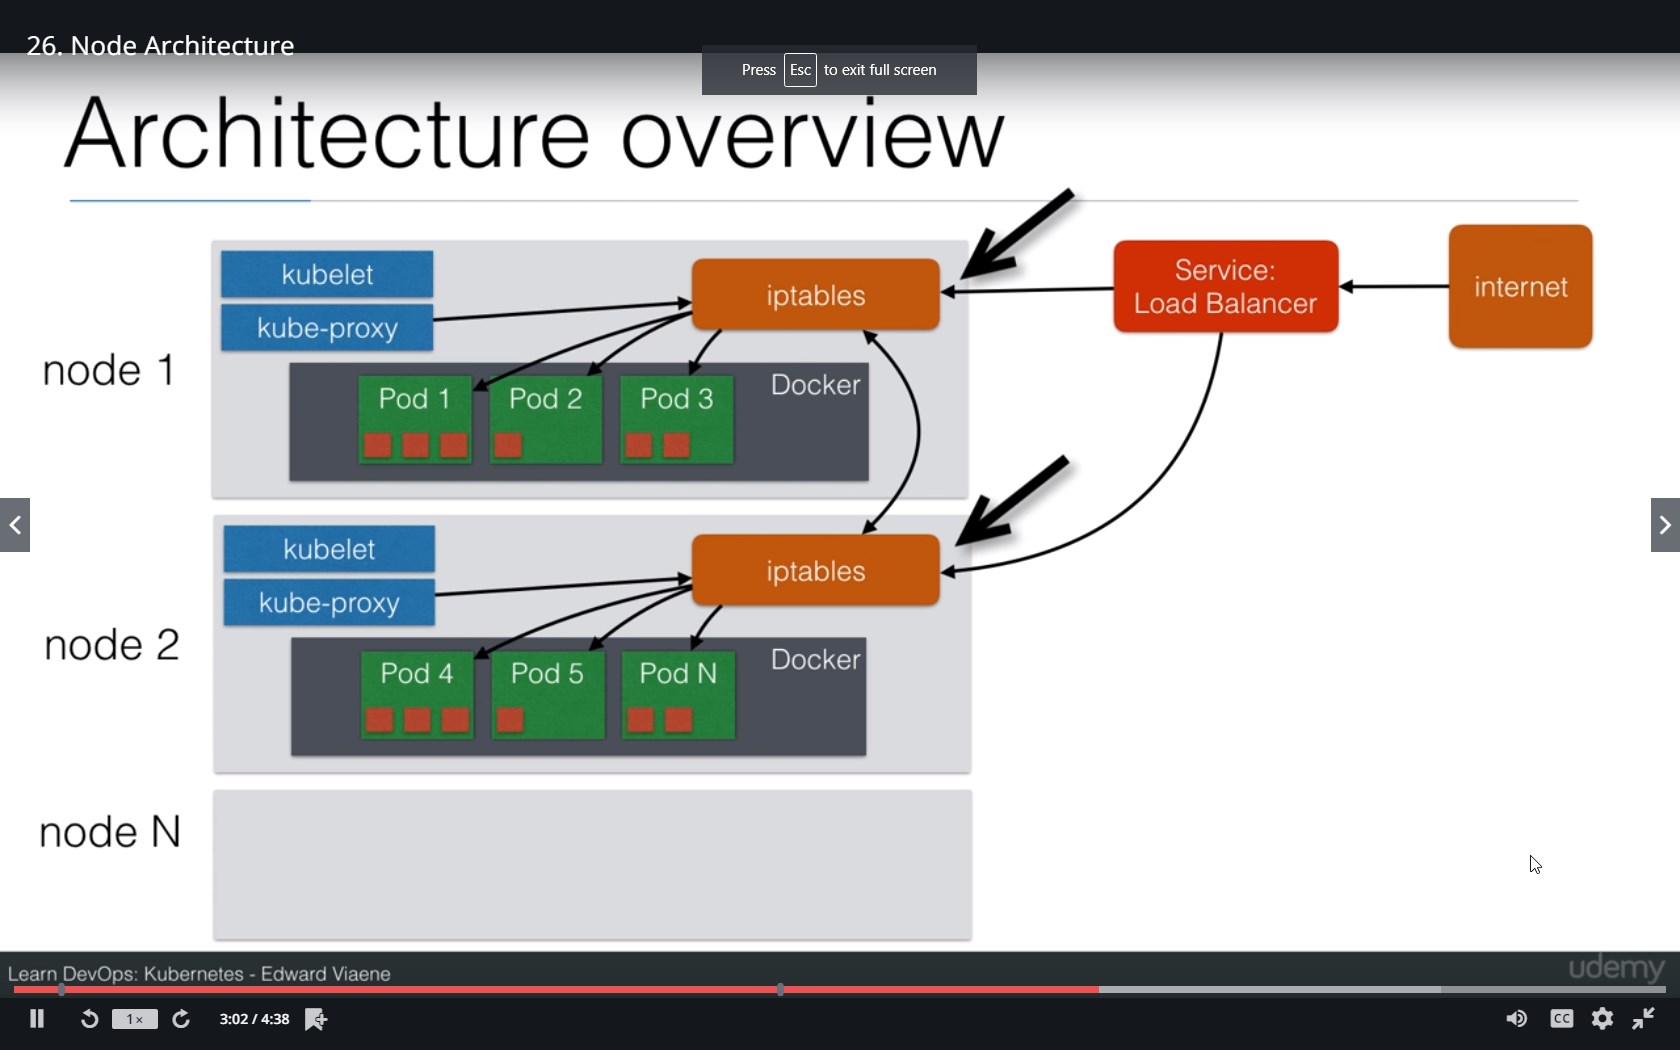 26. Node Architecture
Press Esc to exit full screen
Architecture overview
kubelet
kube-proxy
iptables
Service:
Load Balancer
internet
node 1
Docker
Pod 1
Pod 2
Pod 3
kubelet
kube-proxy
iptables
node 2
Docker
Pod 4
Pod 5
Pod N
node N
Learn DevOps: Kubernetes - Edward Viaene
udemy
1×
3:02 / 4:38
CC